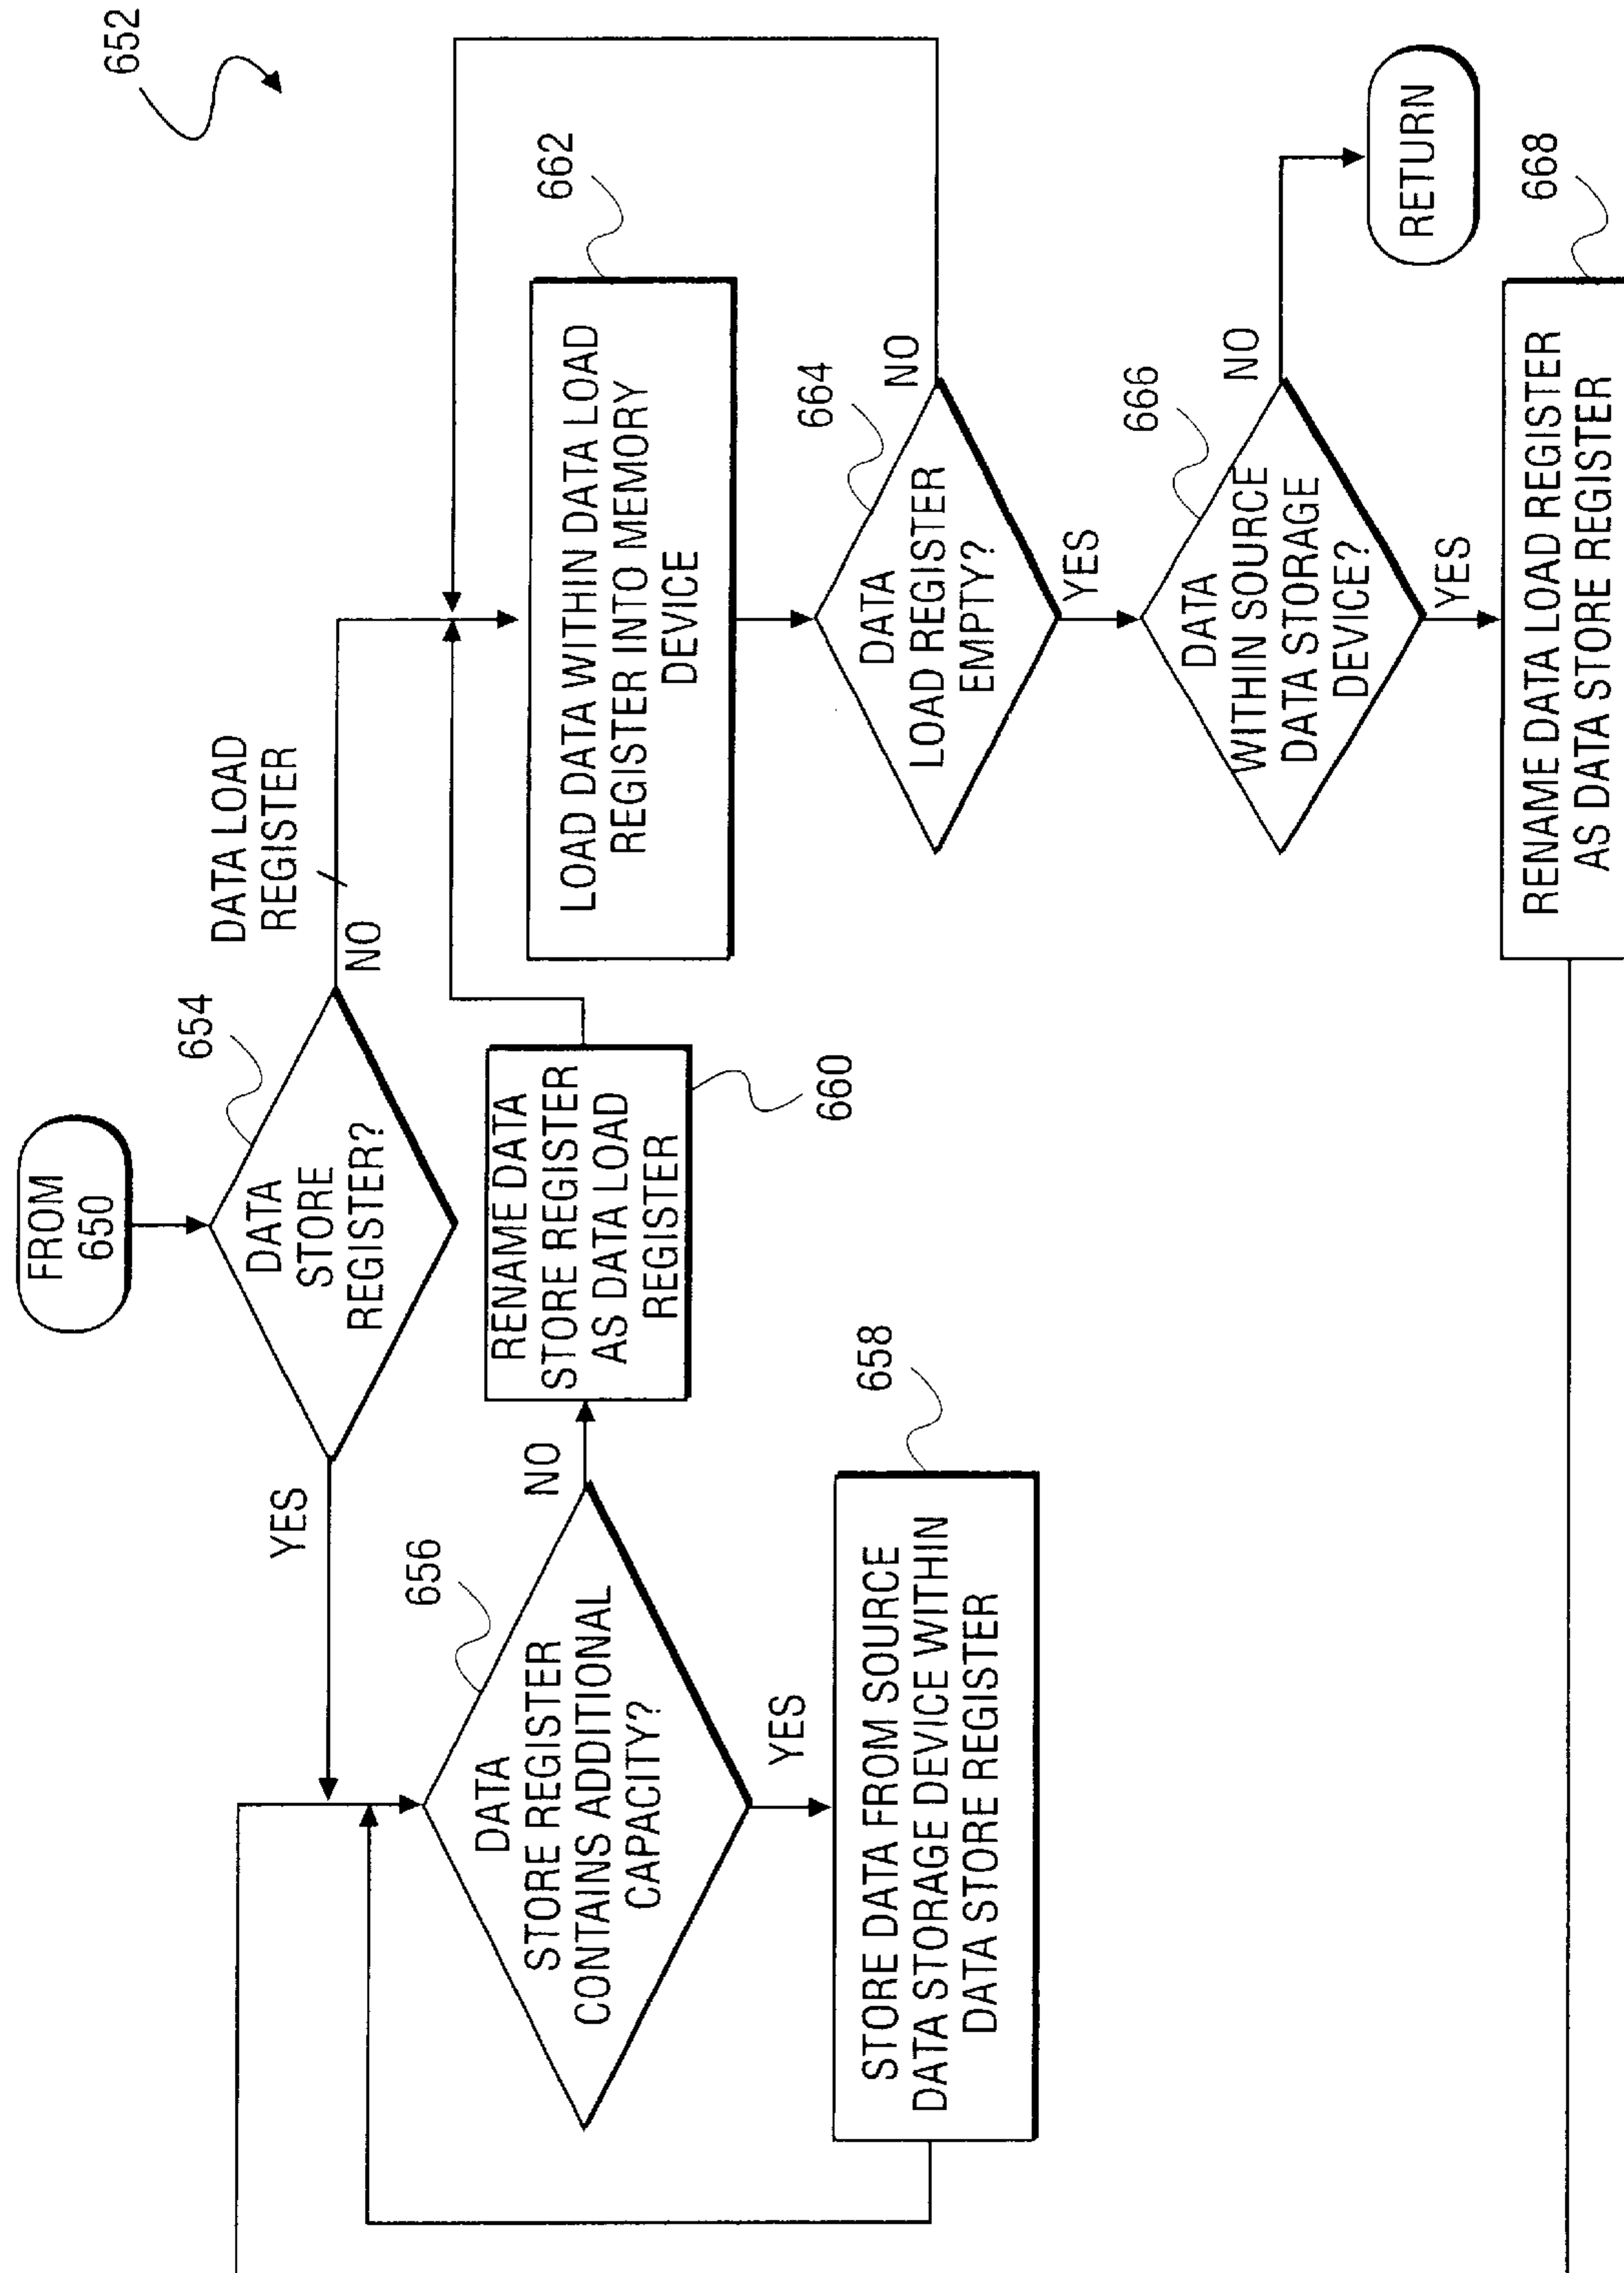 652
FROM
650
654
DATA
STORE
REGISTER?
YES
NO
DATA LOAD
REGISTER
656
DATA
STORE REGISTER
CONTAINS ADDITIONAL
CAPACITY?
NO
YES
RENAME DATA
STORE REGISTER
AS DATA LOAD
REGISTER
660
658
STORE DATA FROM SOURCE
DATA STORAGE DEVICE WITHIN
DATA STORE REGISTER
662
LOAD DATA WITHIN DATA LOAD
REGISTER INTO MEMORY
DEVICE
664
DATA
LOAD REGISTER
EMPTY?
NO
YES
666
DATA
WITHIN SOURCE
DATA STORAGE
DEVICE?
NO
YES
RETURN
668
RENAME DATA LOAD REGISTER
AS DATA STORE REGISTER